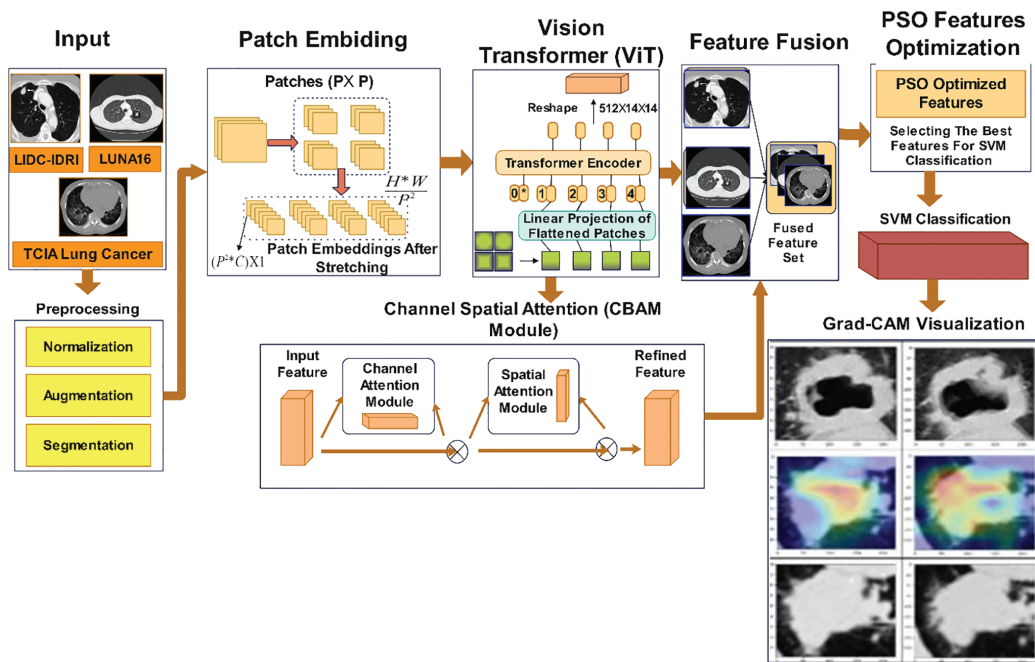 Input
LIDC-IDRI
LUNA16
TCIA Lung Cancer
Preprocessing
Normalization
Augmentation
Segmentation
Patch Embiding
Patches (PX P)
H* W
P²
(P²*C)X1
Patch Embeddings After
Stretching
Vision
Transformer (ViT)
Reshape
512X14X14
Transformer Encoder
0* 1 2 3 4
Linear Projection of
Flattened Patches
Channel Spatial Attention (CBAM
Module)
Input
Feature
Channel
Attention
Module
Spatial
Attention
Module
Refined
Feature
Feature Fusion
Fused
Feature
Set
PSO Features
Optimization
PSO Optimized
Features
Selecting The Best
Features For SVM
Classification
SVM Classification
Grad-CAM Visualization